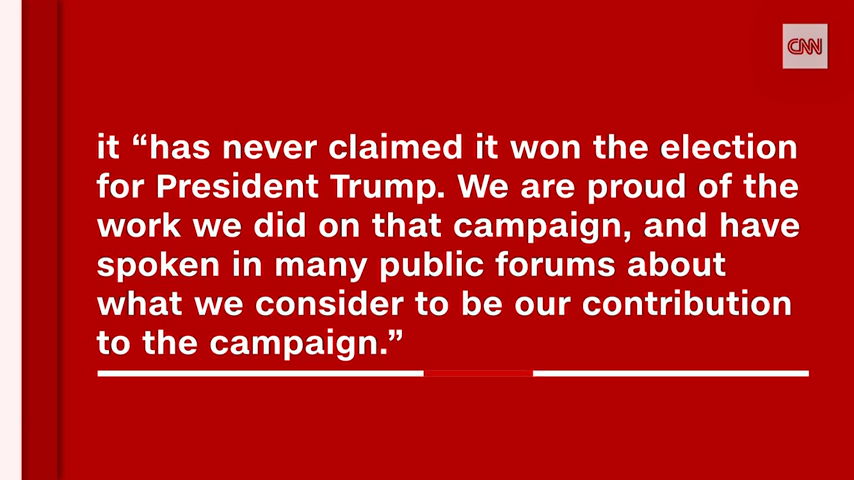 CNN
it “has never claimed it won the election
for President Trump. We are proud of the
work we did on that campaign, and have
spoken in many public forums about
what we consider to be our contribution
to the campaign.”